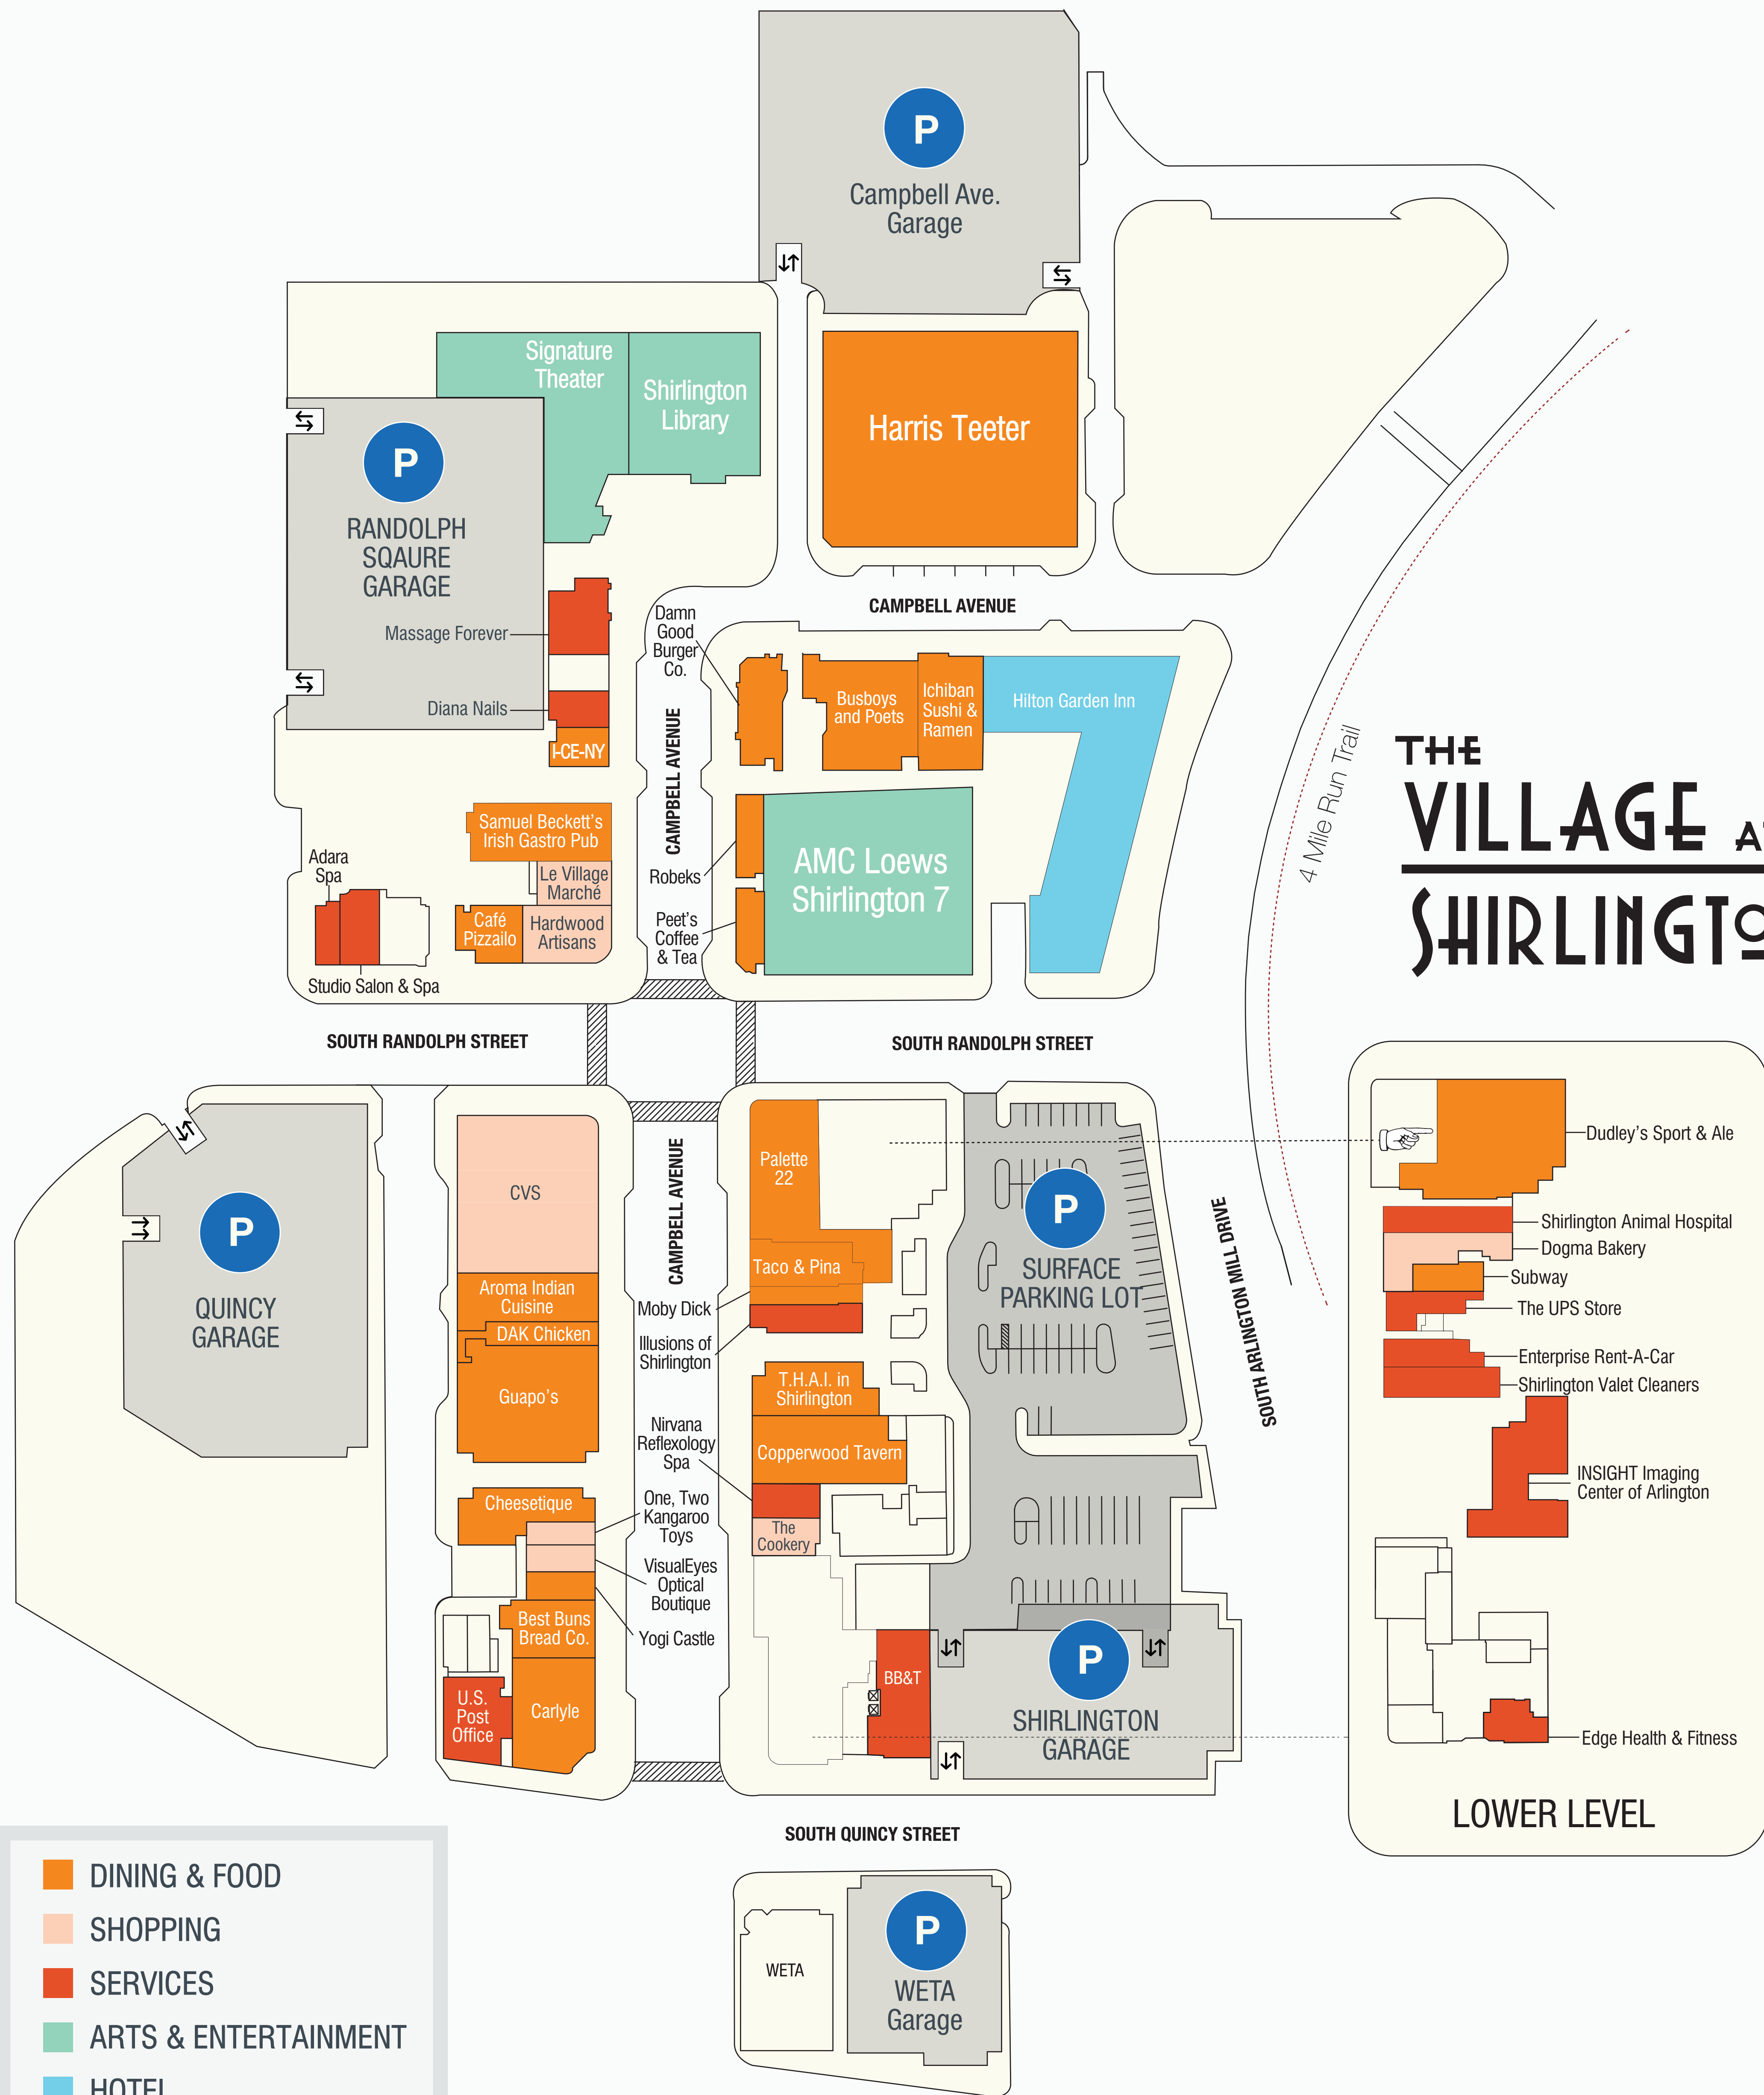 P
Campbell Ave.
Garage
Signature
Theater
Shirlington
Library
Harris Teeter
P
RANDOLPH
SQAURE
GARAGE
Massage Forever
Diana Nails
I-CE-NY
Damn
Good
Burger
Co.
CAMPBELL AVENUE
CAMPBELL AVENUE
Busboys
and Poets
Ichiban
Sushi &
Ramen
Hilton Garden Inn
4 Mile Run Trail
THE
VILLAGE
SHIRLINGTO
Samuel Beckett's
Irish Gastro Pub
Le Village
Marché
Café
Pizzailo
Hardwood
Artisans
Adara
Spa
Studio Salon & Spa
Robeks
Peet's
Coffee
& Tea
AMC Loews
Shirlington 7
SOUTH RANDOLPH STREET
SOUTH RANDOLPH STREET
P
QUINCY
GARAGE
CVS
Aroma Indian
Cuisine
DAK Chicken
Guapo's
Cheesetique
Best Buns
Bread Co.
U.S.
Post
Office
Carlyle
CAMPBELL AVENUE
Moby Dick
Illusions of
Shirlington
Nirvana
Reflexology
Spa
One, Two
Kangaroo
Toys
VisualEyes
Optical
Boutique
Yogi Castle
Palette
22
Taco & Pina
T.H.A.I. in
Shirlington
Copperwood Tavern
The
Cookery
BB&T
P
SURFACE
PARKING LOT
SOUTH ARLINGTON MILL DRIVE
P
SHIRLINGTON
GARAGE
Dudley's Sport & Ale
Shirlington Animal Hospital
Dogma Bakery
Subway
The UPS Store
Enterprise Rent-A-Car
Shirlington Valet Cleaners
INSIGHT Imaging
Center of Arlington
Edge Health & Fitness
LOWER LEVEL
SOUTH QUINCY STREET
WETA
P
WETA
Garage
DINING & FOOD
SHOPPING
SERVICES
ARTS & ENTERTAINMENT
HOTEL